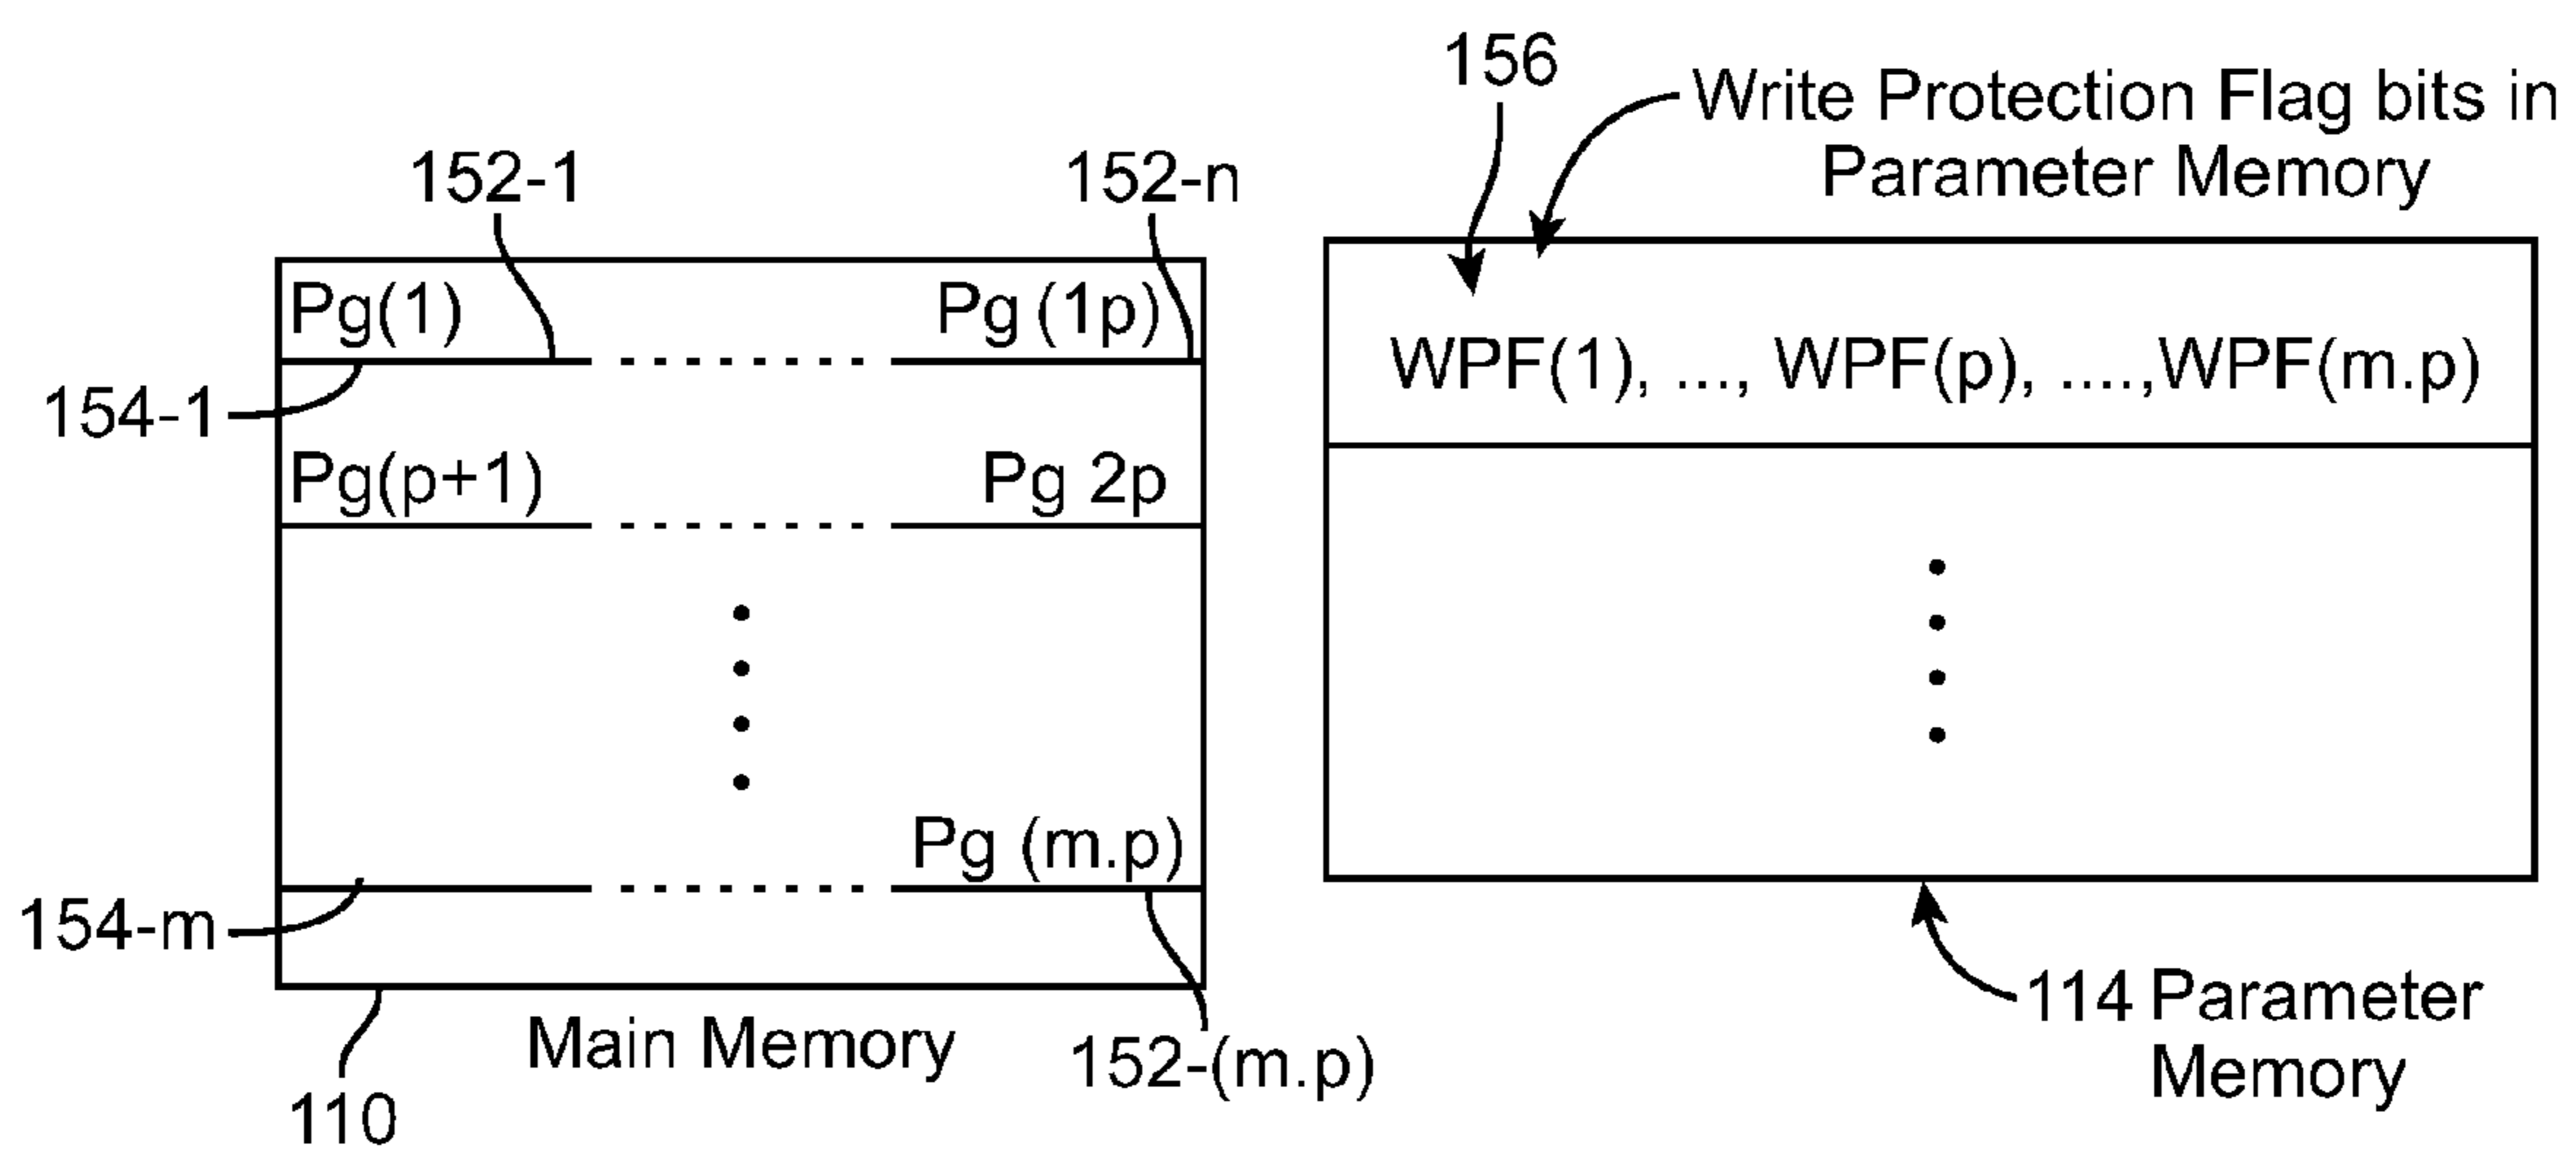 156
Write Protection Flag bits in
Parameter Memory
152-1
152-n
Pg(1)
Pg (1p)
154-1
WPF(1), ..., WPF(p), ....,WPF(m.p)
Pg(p+1)
Pg 2p
Pg (m.p)
154-m
Main Memory
152-(m.p)
110
114 Parameter
Memory